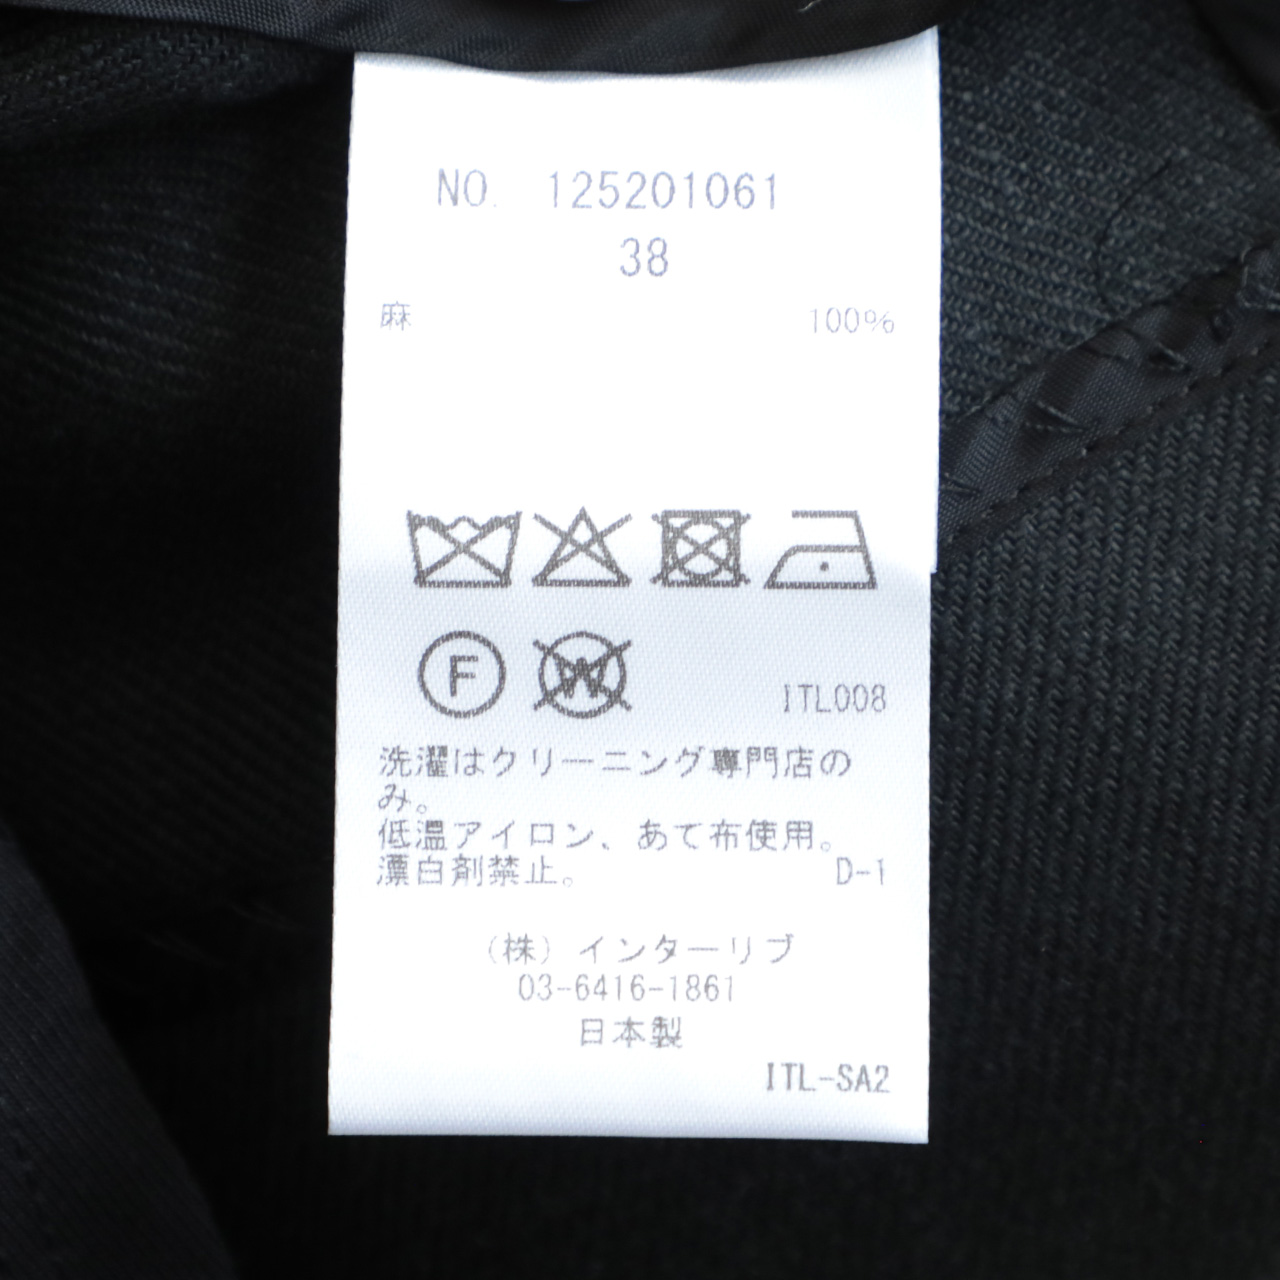 NO. 125201061
38
麻 100%
F W ITL008
洗濯はクリーニング専門店の
み。
低温アイロン、あて布使用。
漂白剤禁止。 D-1
(株)インターリブ
03-6416-1861
日本製
ITL-SA2